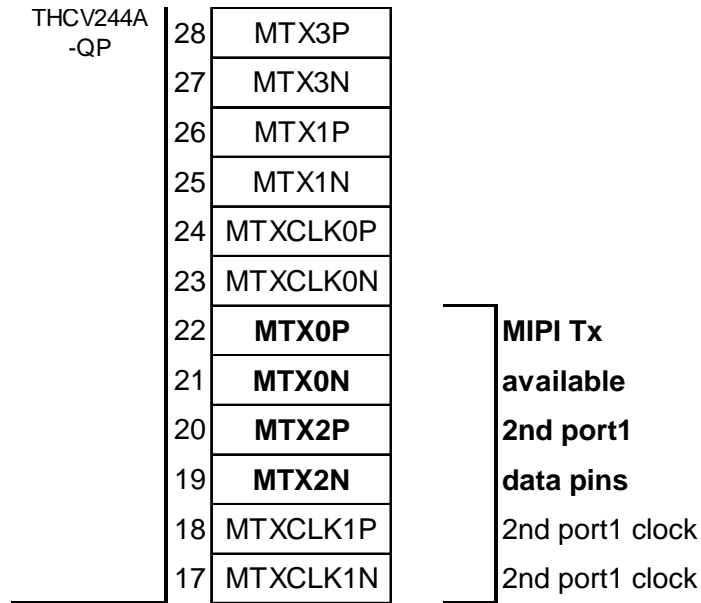 THCV244A
-QP
28 MTX3P
27 MTX3N
26 MTX1P
25 MTX1N
24 MTXCLK0P
23 MTXCLK0N
22 MTX0P MIPI Tx
21 MTX0N available
20 MTX2P 2nd port1
19 MTX2N data pins
18 MTXCLK1P 2nd port1 clock
17 MTXCLK1N 2nd port1 clock